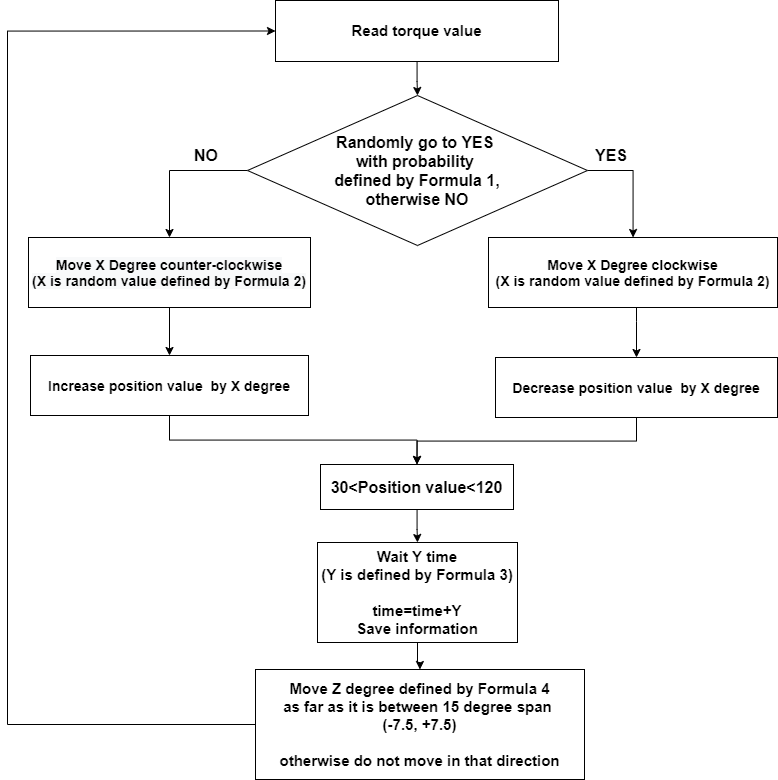 Read torque value
Randomly go to YES
with probability
defined by Formula 1,
otherwise NO
NO
YES
Move X Degree counter-clockwise
(X is random value defined by Formula 2)
Move X Degree clockwise
(X is random value defined by Formula 2)
Increase position value by X degree
Decrease position value by X degree
30<Position value<120
Wait Y time
(Y is defined by Formula 3)
time=time+Y
Save information
Move Z degree defined by Formula 4
as far as it is between 15 degree span
(-7.5, +7.5)
otherwise do not move in that direction